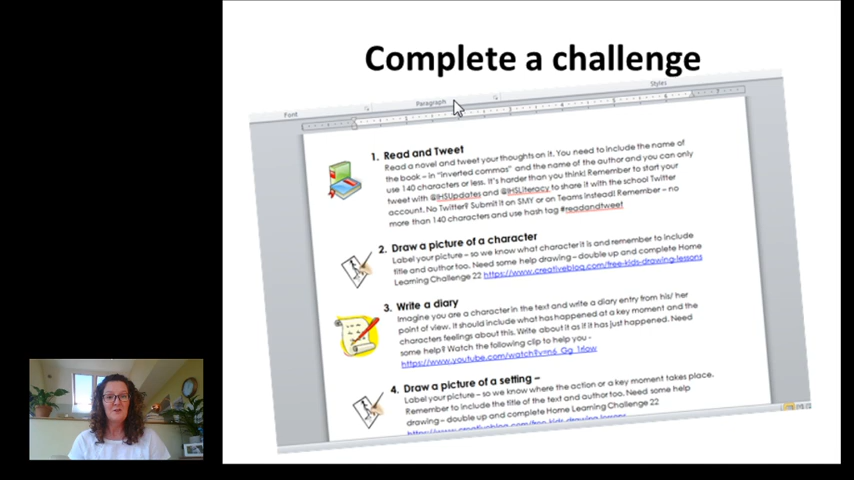 Complete a challenge
Font
Paragraph
Styles
1. Read and Tweet
Read a novel and tweet your thoughts on it. You need to include the name of
the book – in "inverted commas" and the name of the author and you can only
use 140 characters or less. It's harder than you think! Remember to start your
tweet with @IHSUpdates and @IHSLiteracy to share it with the school Twitter
account. No Twitter? Submit it on SMY or on Teams instead! Remember – no
more than 140 characters and use hash tag #readandtweet
2. Draw a picture of a character
Label your picture – so we know what character it is and remember to include
title and author too. Need some help drawing – double up and complete Home
Learning Challenge 22 https://www.creativebloq.com/free-kids-drawing-lessons
3. Write a diary
Imagine you are a character in the text and write a diary entry from his/ her
point of view. It should include what has happened at a key moment and the
characters feelings about this. Write about it as if it has just happened. Need
some help? Watch the following clip to help you -
4. Draw a picture of a setting –
Label your picture – so we know where the action or a key moment takes place.
Remember to include the title of the text and author too. Need some help
drawing – double up and complete Home Learning Challenge 22
https://www.creativebloq.com/free-kids-drawing-lessons